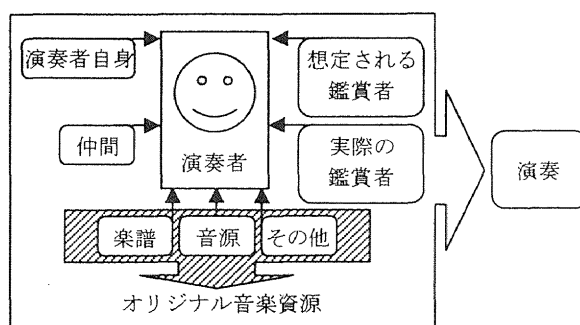 演奏者自身
仲間
演奏者
想定される
鑑賞者
実際の
鑑賞者
演奏
楽譜
音源
その他
オリジナル音楽資源